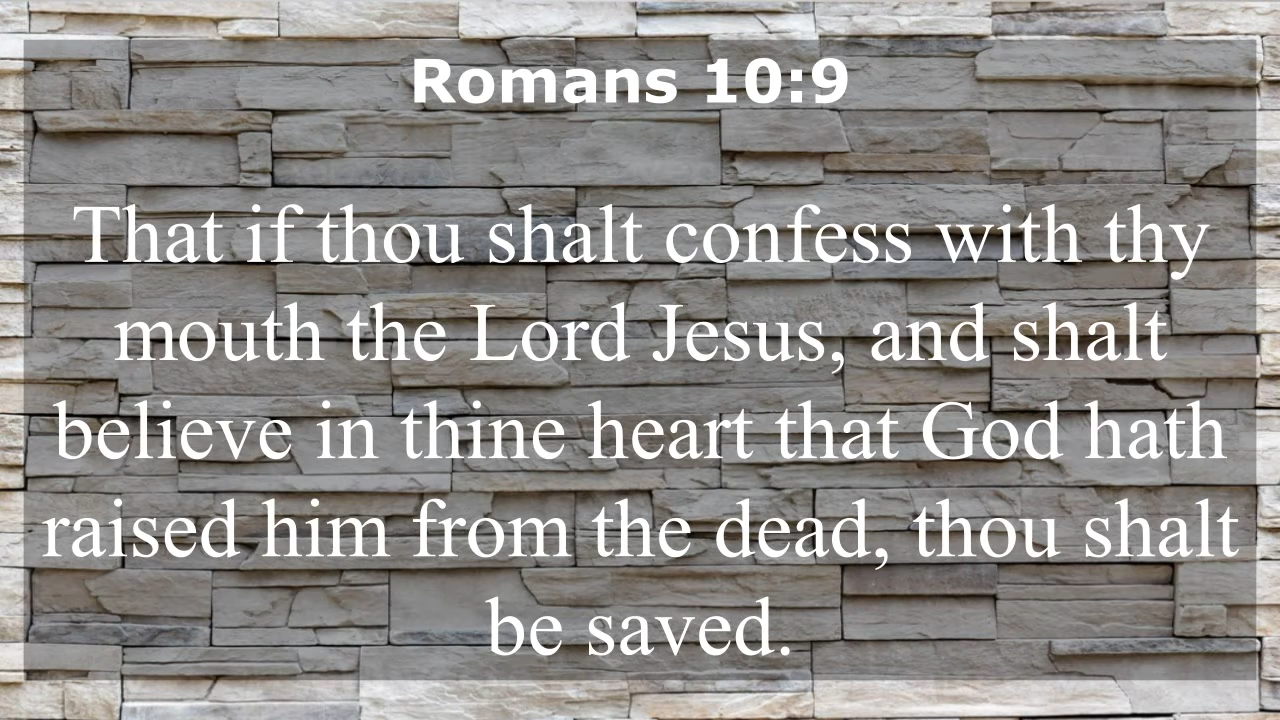 Romans 10:9
That if thou shalt confess with thy
mouth the Lord Jesus, and shalt
believe in thine heart that God hath
raised him from the dead, thou shalt
be saved.